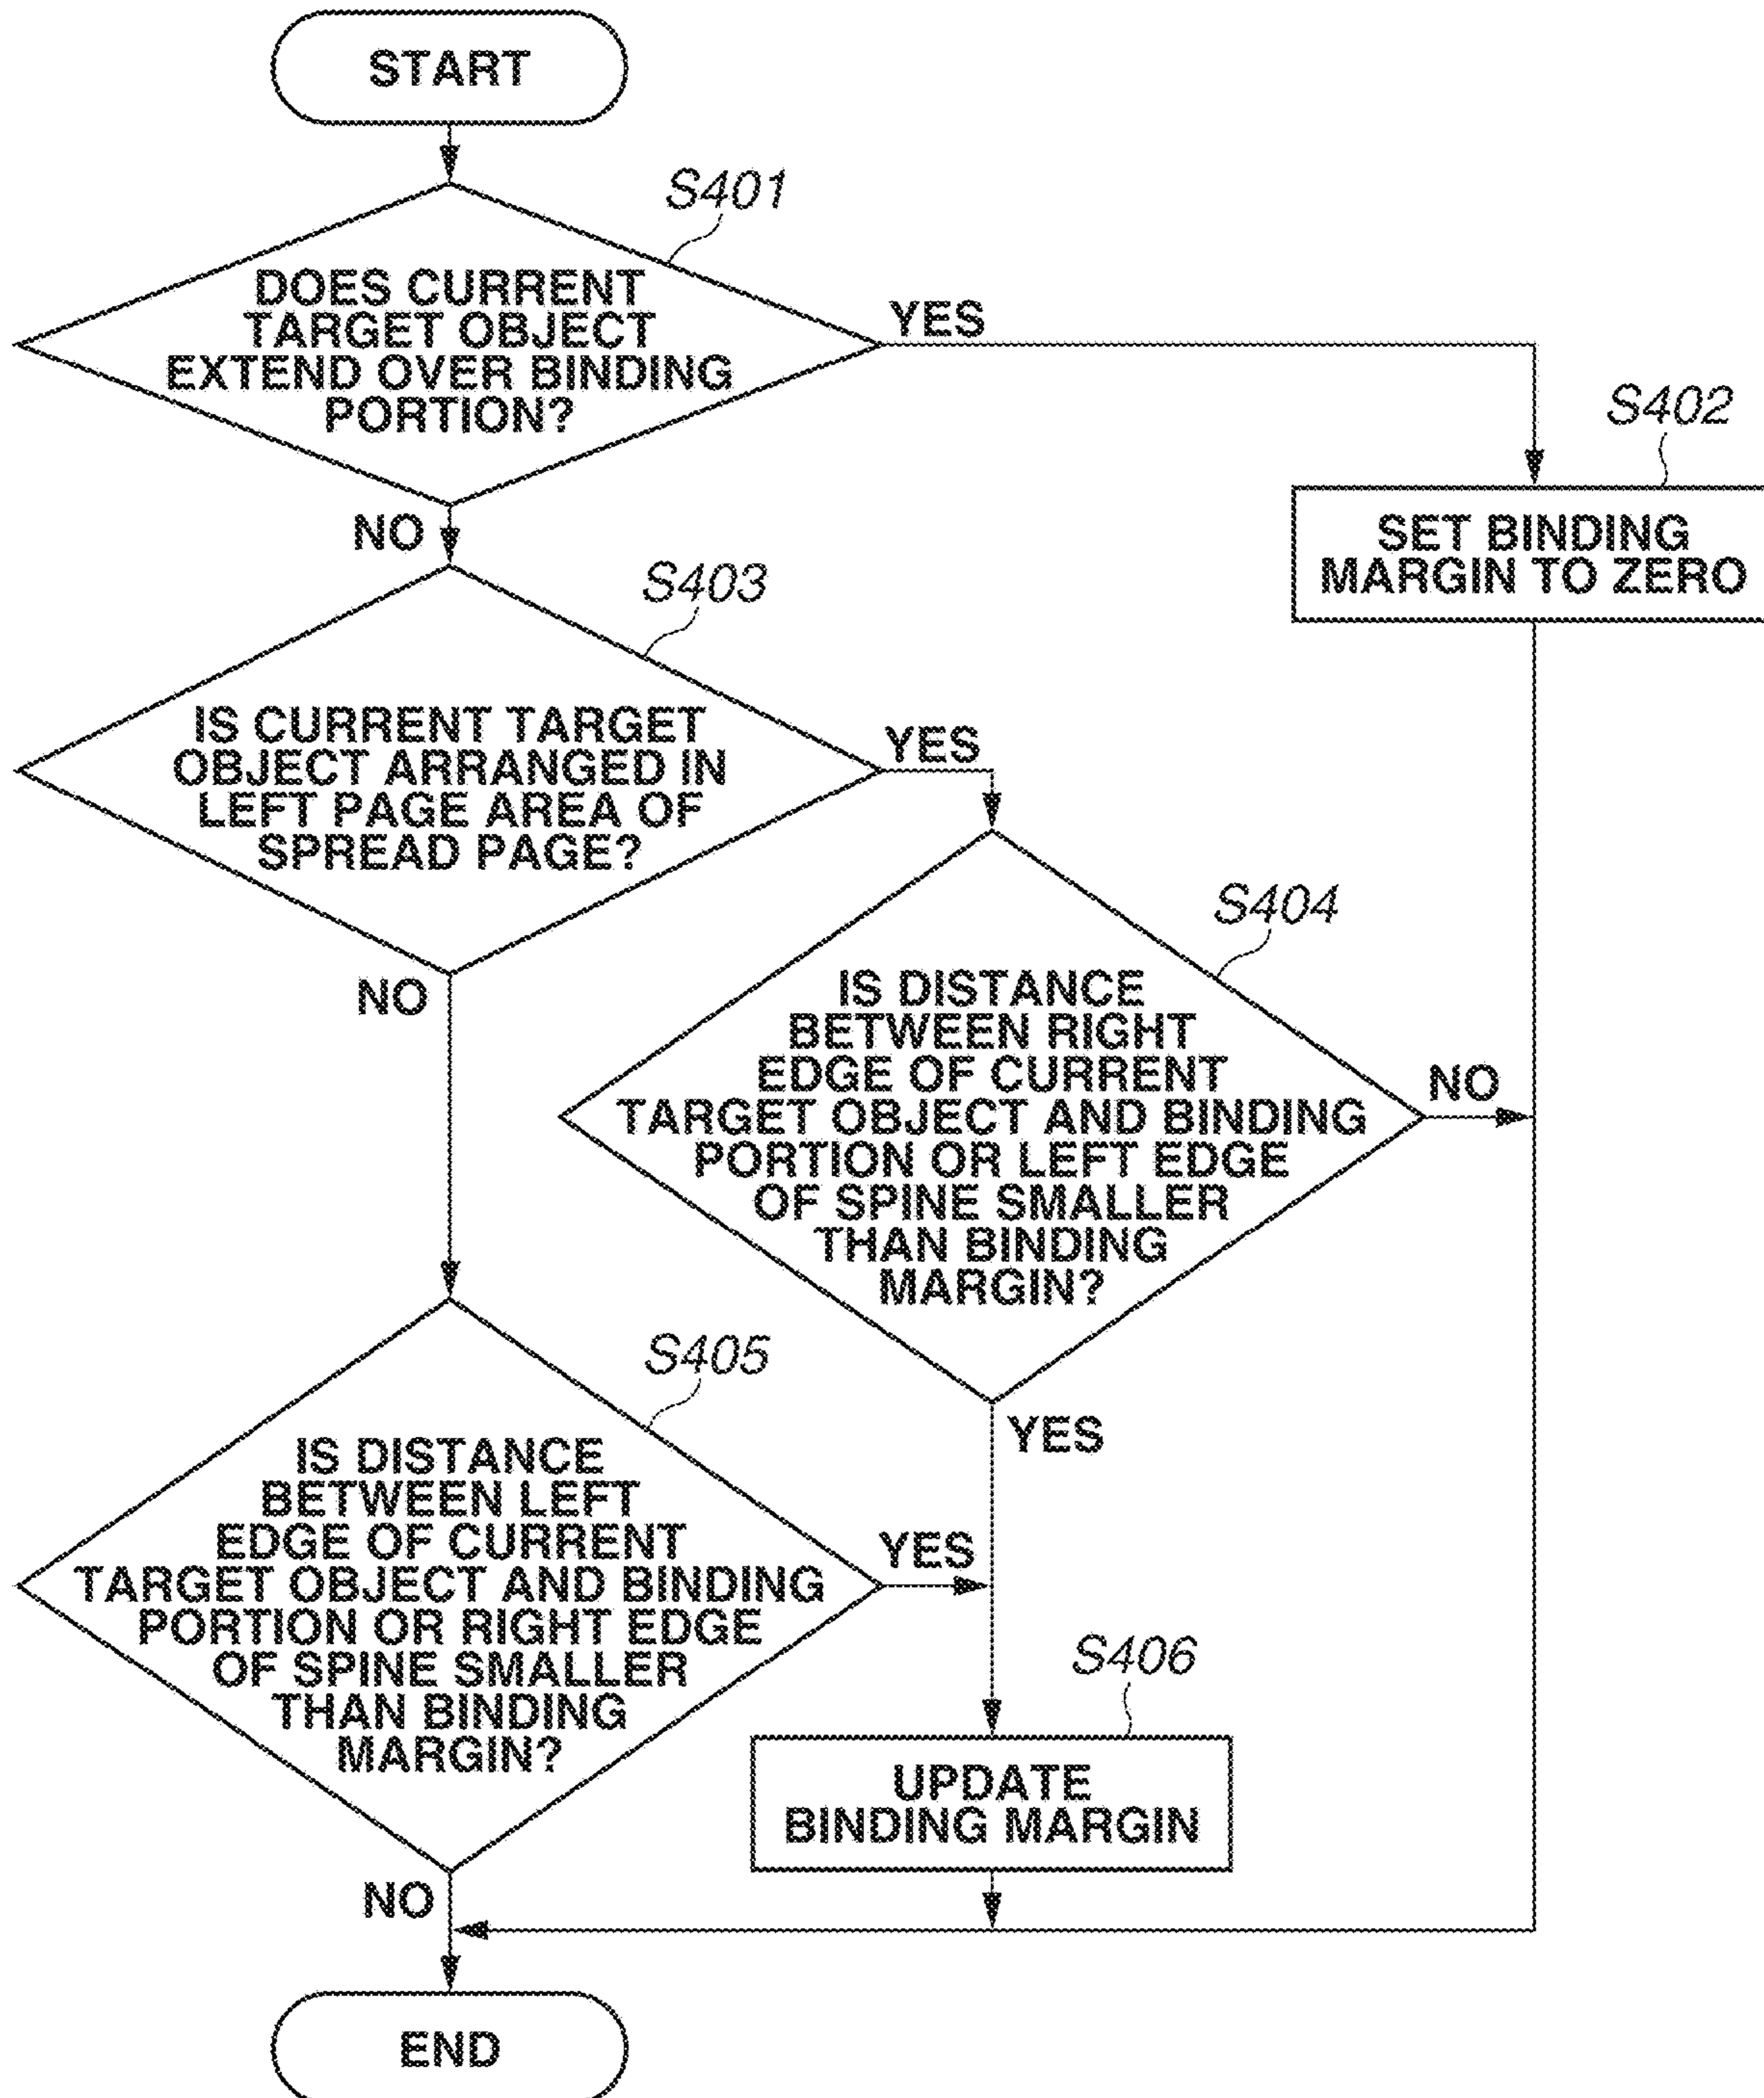 START
S401
DOES CURRENT
TARGET OBJECT
EXTEND OVER BINDING
PORTION?
YES
NO
S402
SET BINDING
MARGIN TO ZERO
S403
IS CURRENT TARGET
OBJECT ARRANGED IN
LEFT PAGE AREA OF
SPREAD PAGE?
YES
NO
S404
IS DISTANCE
BETWEEN RIGHT
EDGE OF CURRENT
TARGET OBJECT AND BINDING
PORTION OR LEFT EDGE
OF SPINE SMALLER
THAN BINDING
MARGIN?
NO
YES
S405
IS DISTANCE
BETWEEN LEFT
EDGE OF CURRENT
TARGET OBJECT AND BINDING
PORTION OR RIGHT EDGE
OF SPINE SMALLER
THAN BINDING
MARGIN?
YES
NO
S406
UPDATE
BINDING MARGIN
END